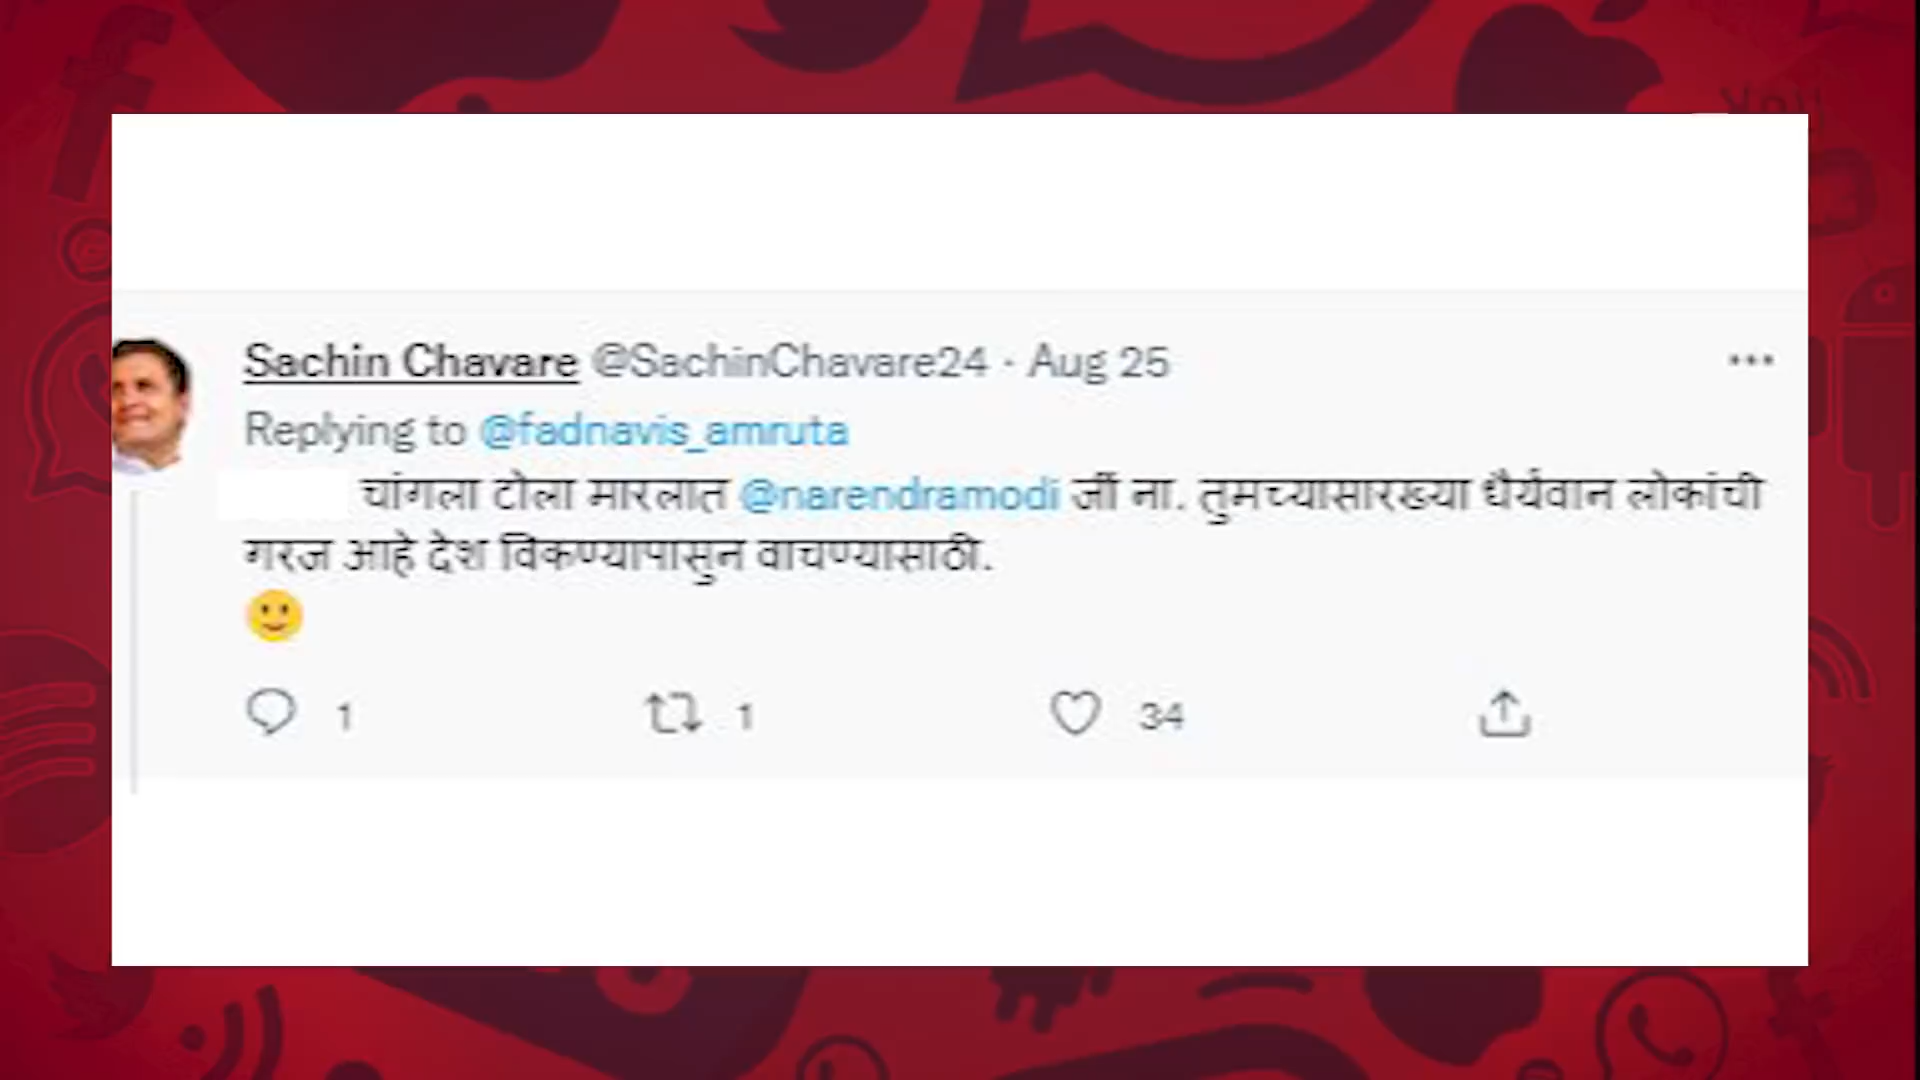 Sachin Chavare @SachinChavare24 · Aug 25
Replying to @fadnavis_amruta
चांगला टोला मारलात @narendramodi जीं ना. तुमच्यासारख्या धैर्यवान लोकांची
गरज आहे देश विकण्यापासुन वाचण्यासाठी.
🙂
1 1 34